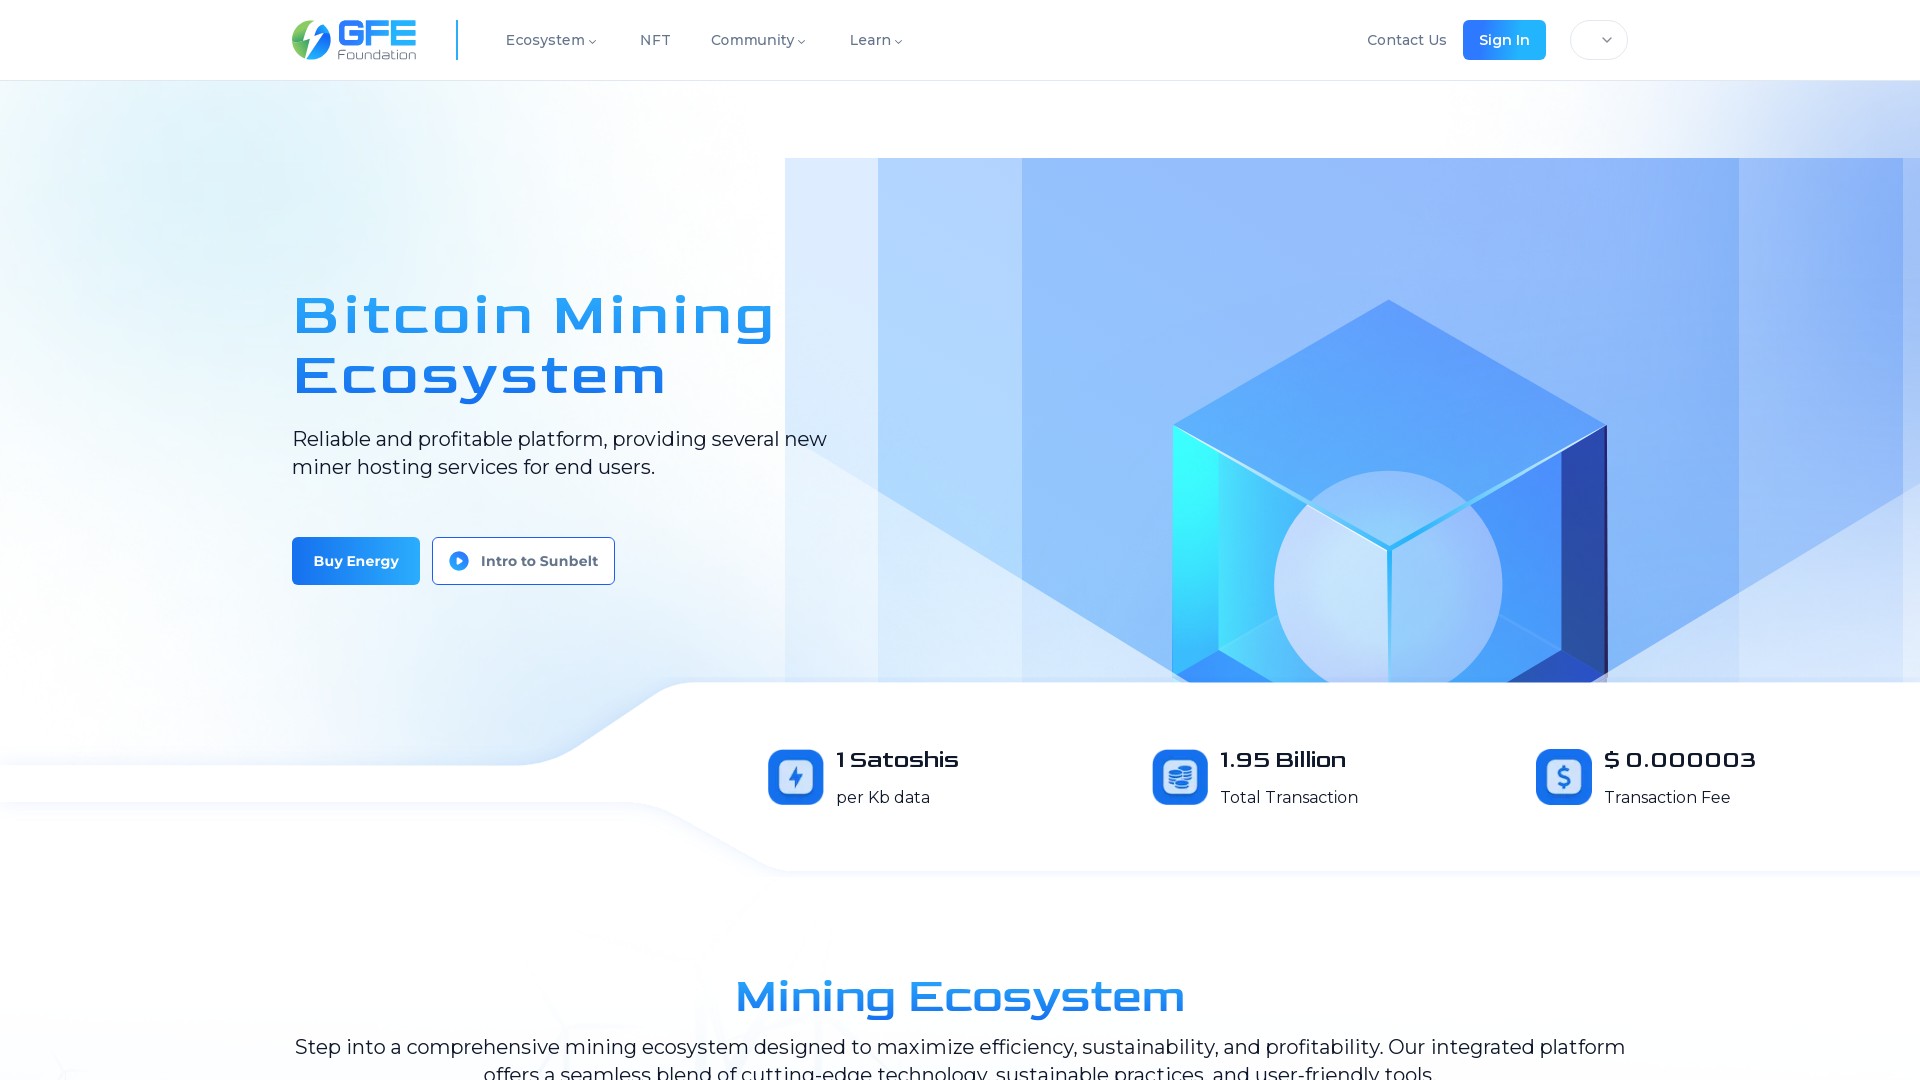 GFE
Foundation
Ecosystem
NFT
Community
Learn
Contact Us
Sign In
Bitcoin Mining
Ecosystem
Reliable and profitable platform, providing several new
miner hosting services for end users.
Buy Energy
Intro to Sunbelt
1 Satoshis
per Kb data
1.95 Billion
Total Transaction
$ 0.000003
Transaction Fee
Mining Ecosystem
Step into a comprehensive mining ecosystem designed to maximize efficiency, sustainability, and profitability. Our integrated platform
offers a seamless blend of cutting-edge technology, sustainable practices, and user-friendly tools.